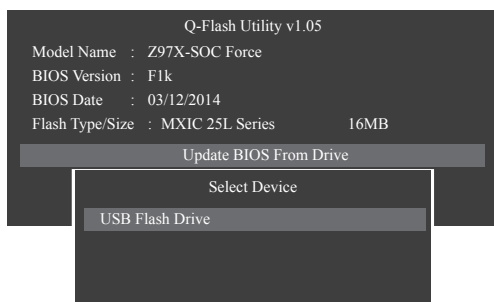 Q-Flash Utility v1.05
Model Name : Z97X-SOC Force
BIOS Version : F1k
BIOS Date : 03/12/2014
Flash Type/Size : MXIC 25L Series 16MB
Update BIOS From Drive
Select Device
USB Flash Drive